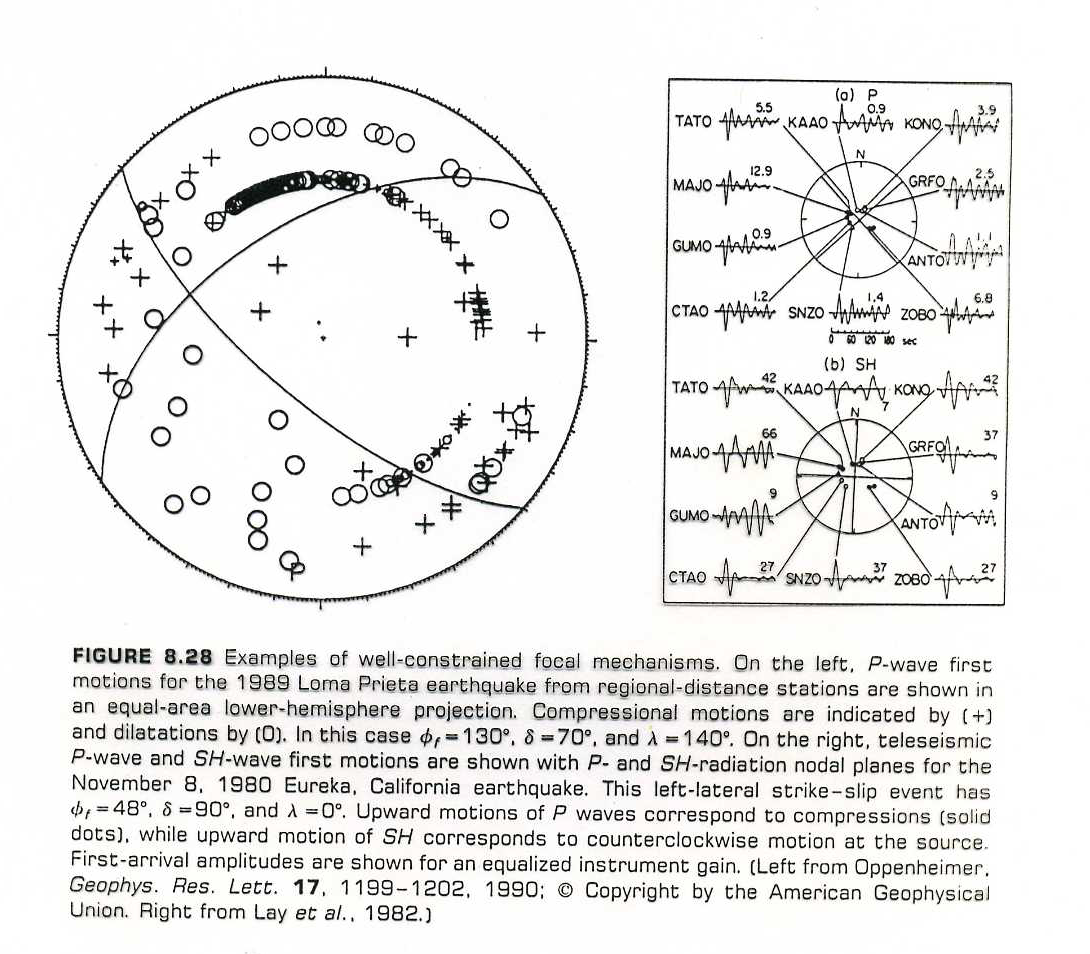 (a) P
TATO 5.5 KAAO 0.9 KONO 3.9
N
MAJO 12.9 GRFO 2.5
GUMO 0.9 ANTO 1.1
CTAO 1.2 SNZO 1.4 ZOBO 6.8
0 60 120 180 sec
(b) SH
TATO 42 KAAO 7 KONO 42
N
MAJO 66 GRFO 37
GUMO 9 ANTO 9
CTAO 27 SNZO 37 ZOBO 27
FIGURE 8.28 Examples of well-constrained focal mechanisms. On the left, P-wave first
motions for the 1989 Loma Prieta earthquake from regional-distance stations are shown in
an equal-area lower-hemisphere projection. Compressional motions are indicated by (+)
and dilatations by (O). In this case ϕf = 130°, δ = 70°, and λ = 140°. On the right, teleseismic
P-wave and SH-wave first motions are shown with P- and SH-radiation nodal planes for the
November 8, 1980 Eureka, California earthquake. This left-lateral strike-slip event has
ϕf = 48°, δ = 90°, and λ = 0°. Upward motions of P waves correspond to compressions (solid
dots), while upward motion of SH corresponds to counterclockwise motion at the source.
First-arrival amplitudes are shown for an equalized instrument gain. (Left from Oppenheimer,
Geophys. Res. Lett. 17, 1199-1202, 1990; © Copyright by the American Geophysical
Union. Right from Lay et al., 1982.)